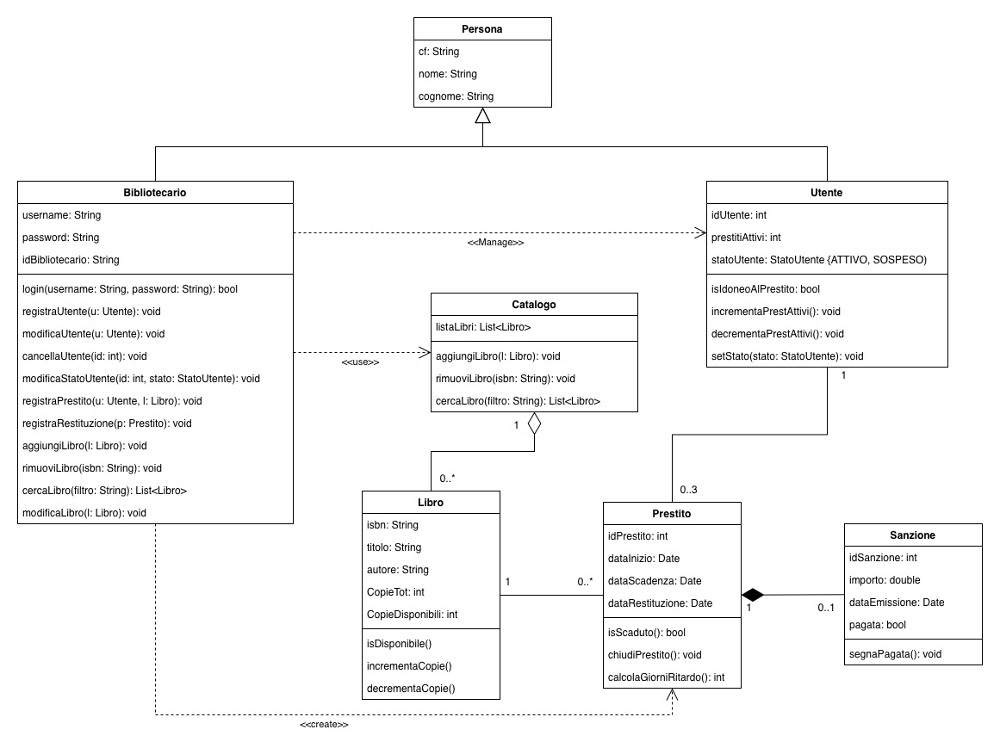 Persona
cf: String
nome: String
cognome: String
Bibliotecario
username: String
password: String
idBibliotecario: String
login(username: String, password: String): bool
registraUtente(u: Utente): void
modificaUtente(u: Utente): void
cancellaUtente(id: int): void
modificaStatoUtente(id: int, stato: StatoUtente): void
registraPrestito(u: Utente, l: Libro): void
registraRestituzione(p: Prestito): void
aggiungiLibro(l: Libro): void
rimuoviLibro(isbn: String): void
cercaLibro(filtro: String): List<Libro>
modificaLibro(l: Libro): void
<<Manage>>
Utente
idUtente: int
prestitiAttivi: int
statoUtente: StatoUtente {ATTIVO, SOSPESO)
isIdoneoAlPrestito: bool
incrementaPrestAttivi(): void
decrementaPrestAttivi(): void
setStato(stato: StatoUtente): void
<<use>>
Catalogo
listaLibri: List<Libro>
aggiungiLibro(l: Libro): void
rimuoviLibro(isbn: String): void
cercaLibro(filtro: String): List<Libro>
1
0..*
1
0..3
Libro
isbn: String
titolo: String
autore: String
CopieTot: int
CopieDisponibili: int
isDisponibile()
incrementaCopie()
decrementaCopie()
1
0..*
Prestito
idPrestito: int
dataInizio: Date
dataScadenza: Date
dataRestituzione: Date
isScaduto(): bool
chiudiPrestito(): void
calcolaGiorniRitardo(): int
1
0..1
Sanzione
idSanzione: int
importo: double
dataEmissione: Date
pagata: bool
segnaPagata(): void
<<create>>